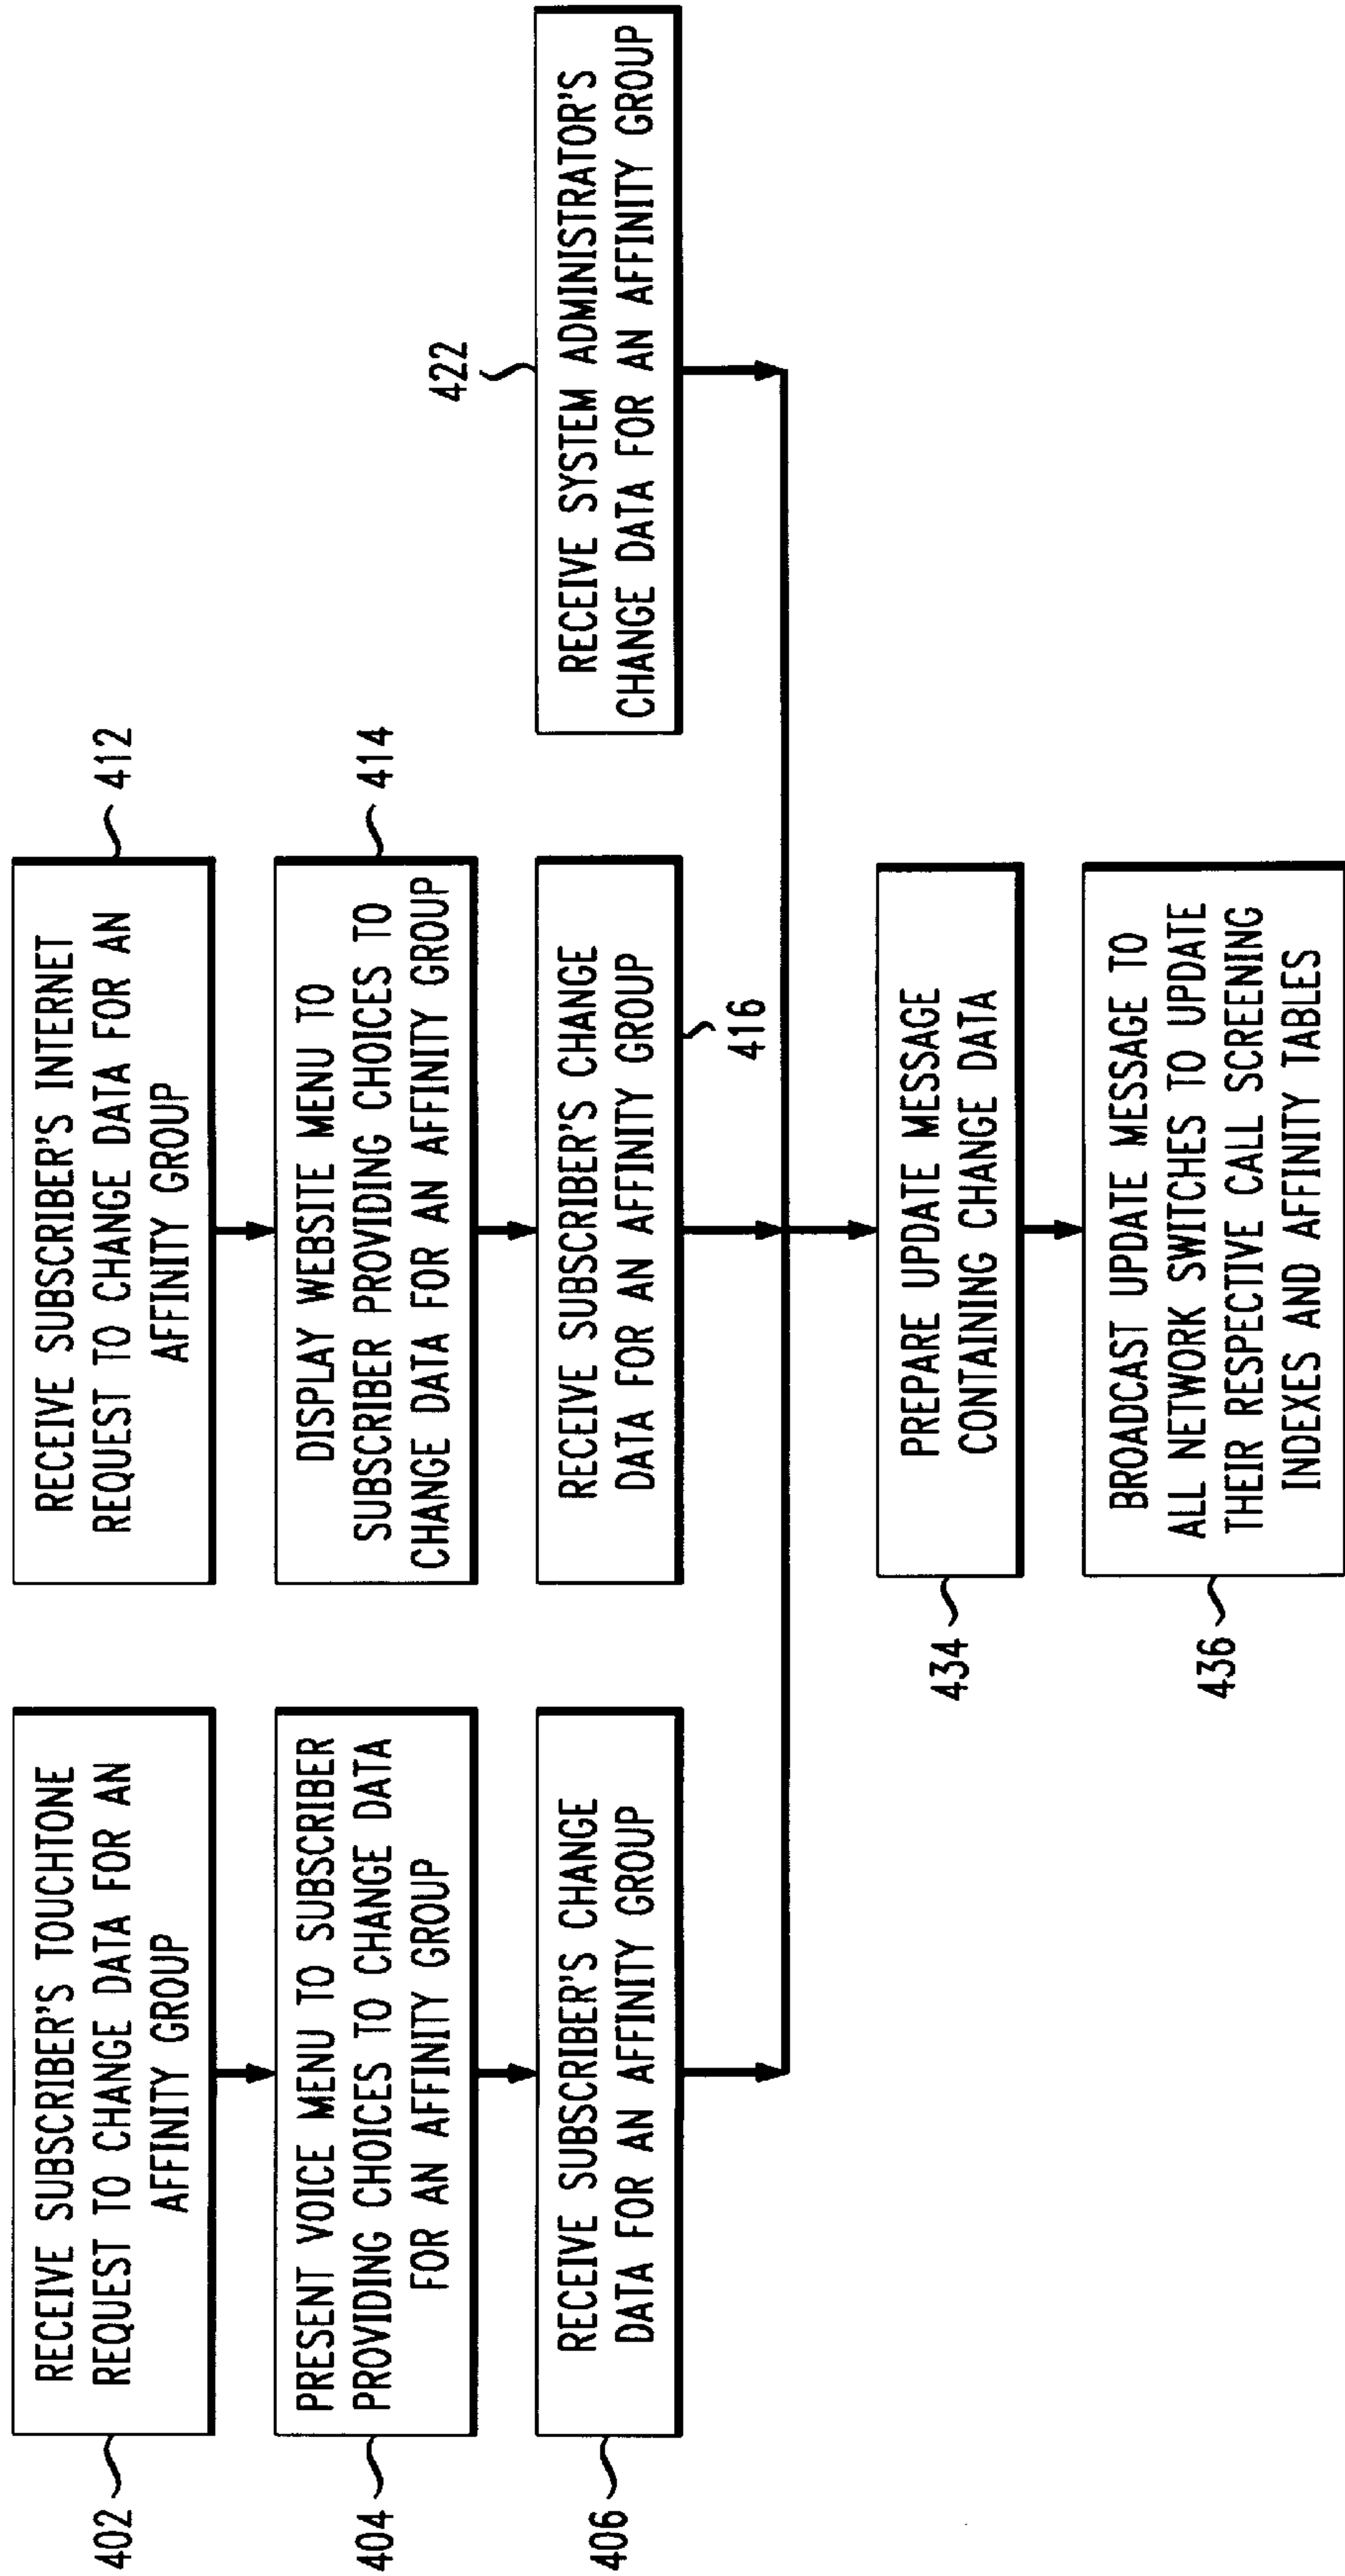 402
RECEIVE SUBSCRIBER'S TOUCHTONE
REQUEST TO CHANGE DATA FOR AN
AFFINITY GROUP
404
PRESENT VOICE MENU TO SUBSCRIBER
PROVIDING CHOICES TO CHANGE DATA
FOR AN AFFINITY GROUP
406
RECEIVE SUBSCRIBER'S CHANGE
DATA FOR AN AFFINITY GROUP
412
RECEIVE SUBSCRIBER'S INTERNET
REQUEST TO CHANGE DATA FOR AN
AFFINITY GROUP
414
DISPLAY WEBSITE MENU TO
SUBSCRIBER PROVIDING CHOICES TO
CHANGE DATA FOR AN AFFINITY GROUP
RECEIVE SUBSCRIBER'S CHANGE
DATA FOR AN AFFINITY GROUP
416
422
RECEIVE SYSTEM ADMINISTRATOR'S
CHANGE DATA FOR AN AFFINITY GROUP
434
PREPARE UPDATE MESSAGE
CONTAINING CHANGE DATA
436
BROADCAST UPDATE MESSAGE TO
ALL NETWORK SWITCHES TO UPDATE
THEIR RESPECTIVE CALL SCREENING
INDEXES AND AFFINITY TABLES